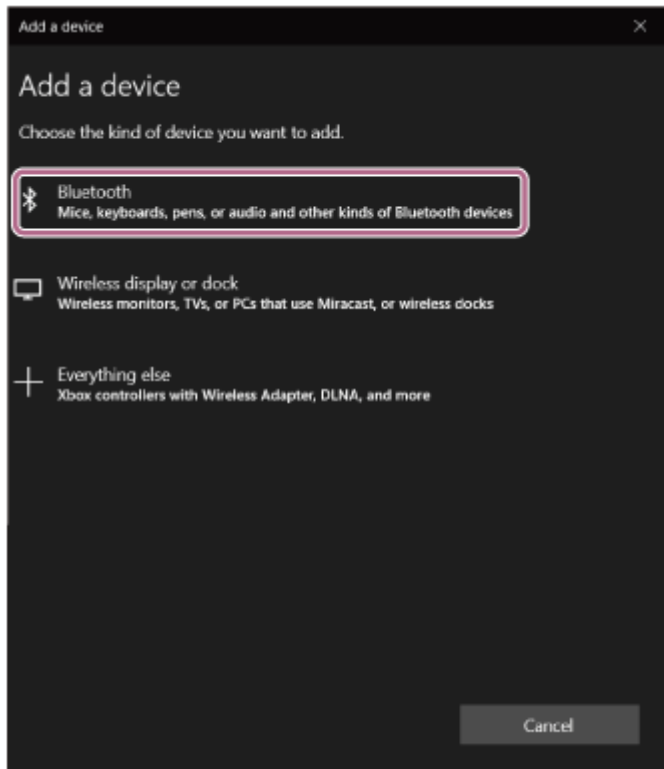 Add a device
Add a device
Choose the kind of device you want to add.
Bluetooth
Mice, keyboards, pens, or audio and other kinds of Bluetooth devices
Wireless display or dock
Wireless monitors, TVs, or PCs that use Miracast, or wireless docks
Everything else
Xbox controllers with Wireless Adapter, DLNA, and more
Cancel